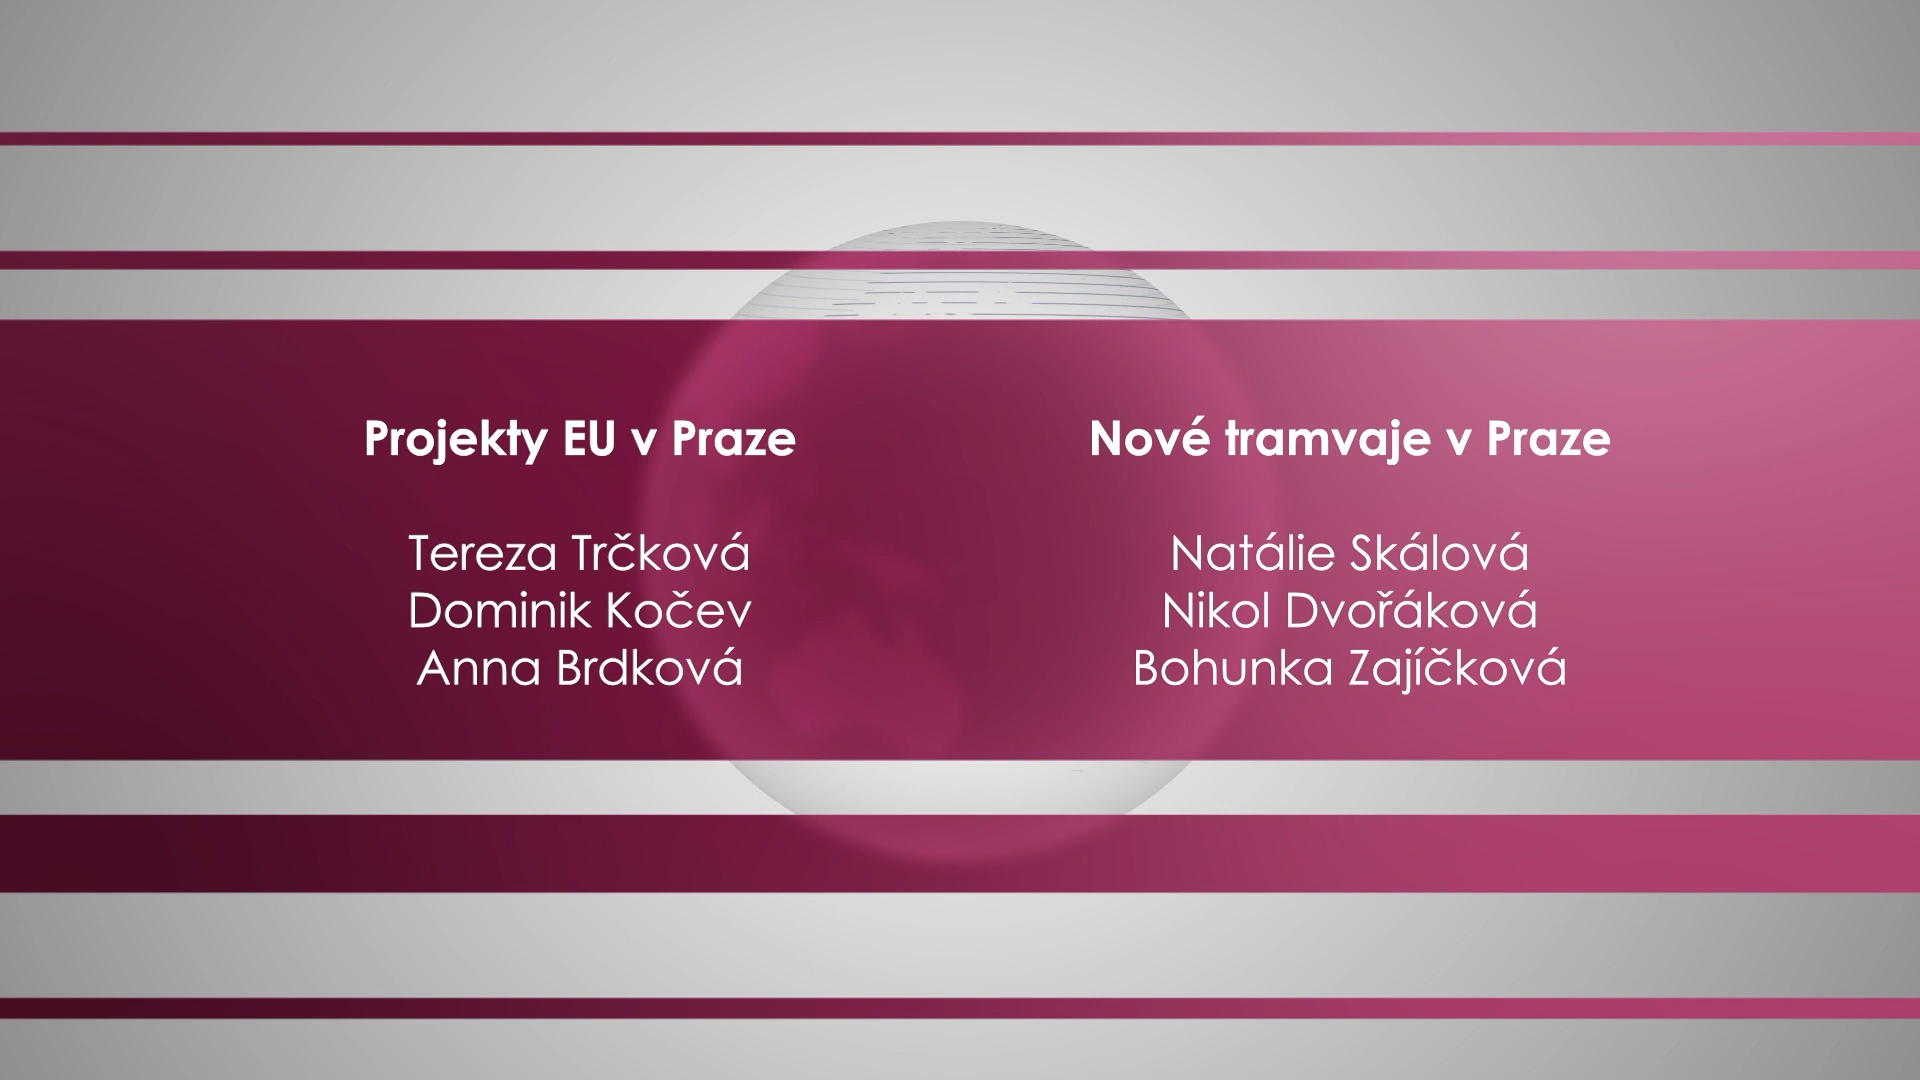 Projekty EU v Praze
Tereza Trčková
Dominik Kočev
Anna Brdková
Nové tramvaje v Praze
Natálie Skálová
Nikol Dvořáková
Bohunka Zajíčková